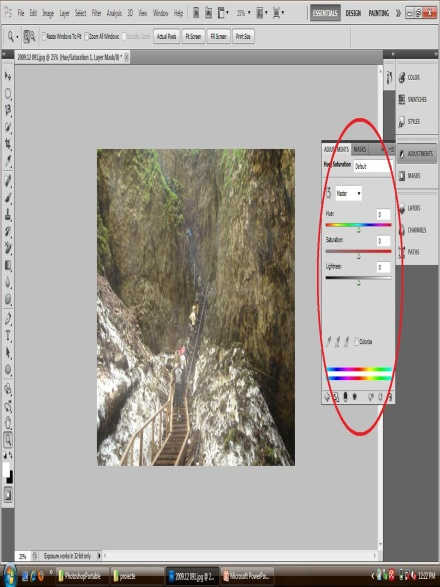 PS File Edit Image Layer Select Filter Analysis 3D View Window Help 25% ESSENTIALS DESIGN PAINTING
Resize Windows To Fit Zoom All Windows Scrubby Zoom Actual Pixels Fit Screen Fill Screen Print Size
2009.12 091.jpg @ 25% (Hue/Saturation 1, Layer Mask/8) *
COLOR
SWATCHES
STYLES
ADJUSTMENTS MASKS
ADJUSTMENTS
Hue/Saturation Default
MASKS
Master
LAYERS
Hue: 0
CHANNELS
Saturation: 0
PATHS
Lightness: 0
Colorize
25% Exposure works in 32-bit only
PhotoshopPortable proiecte 2009.12 091.jpg @ 2... Microsoft PowerPoi... 12:22 PM